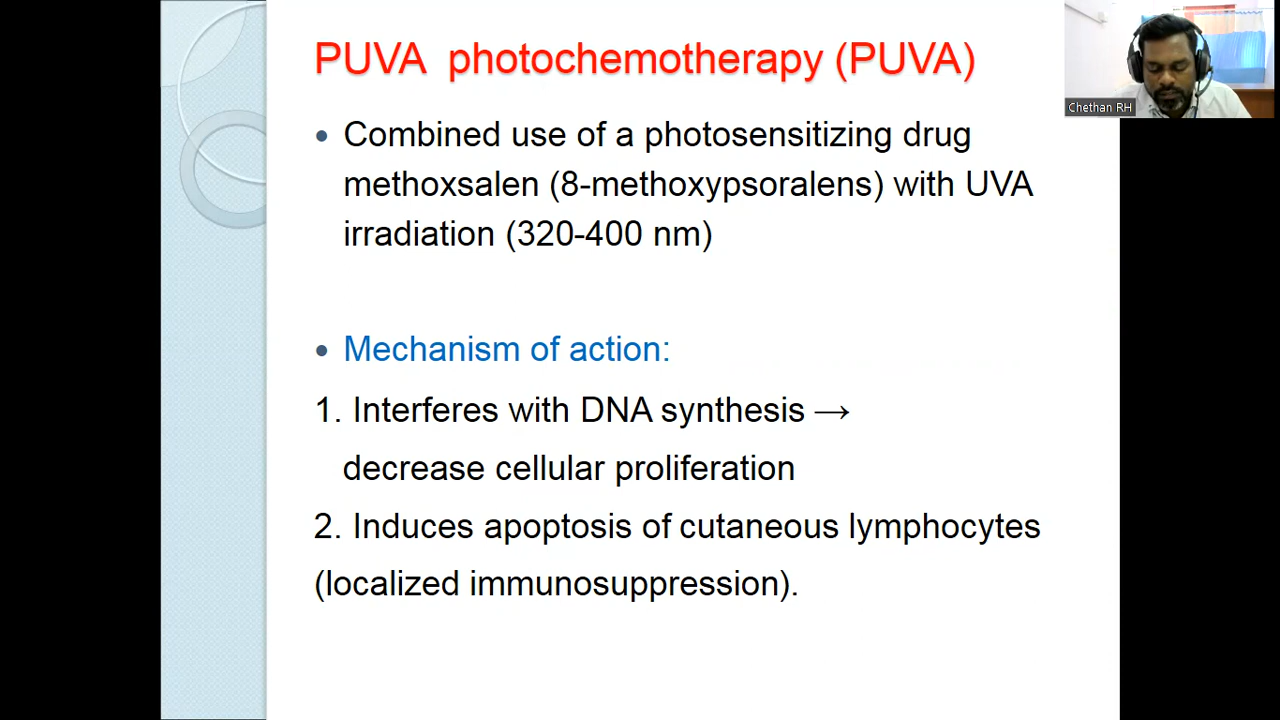 PUVA photochemotherapy (PUVA)
Chethan RH
• Combined use of a photosensitizing drug
methoxsalen (8-methoxypsoralens) with UVA
irradiation (320-400 nm)
• Mechanism of action:
1. Interferes with DNA synthesis →
decrease cellular proliferation
2. Induces apoptosis of cutaneous lymphocytes
(localized immunosuppression).